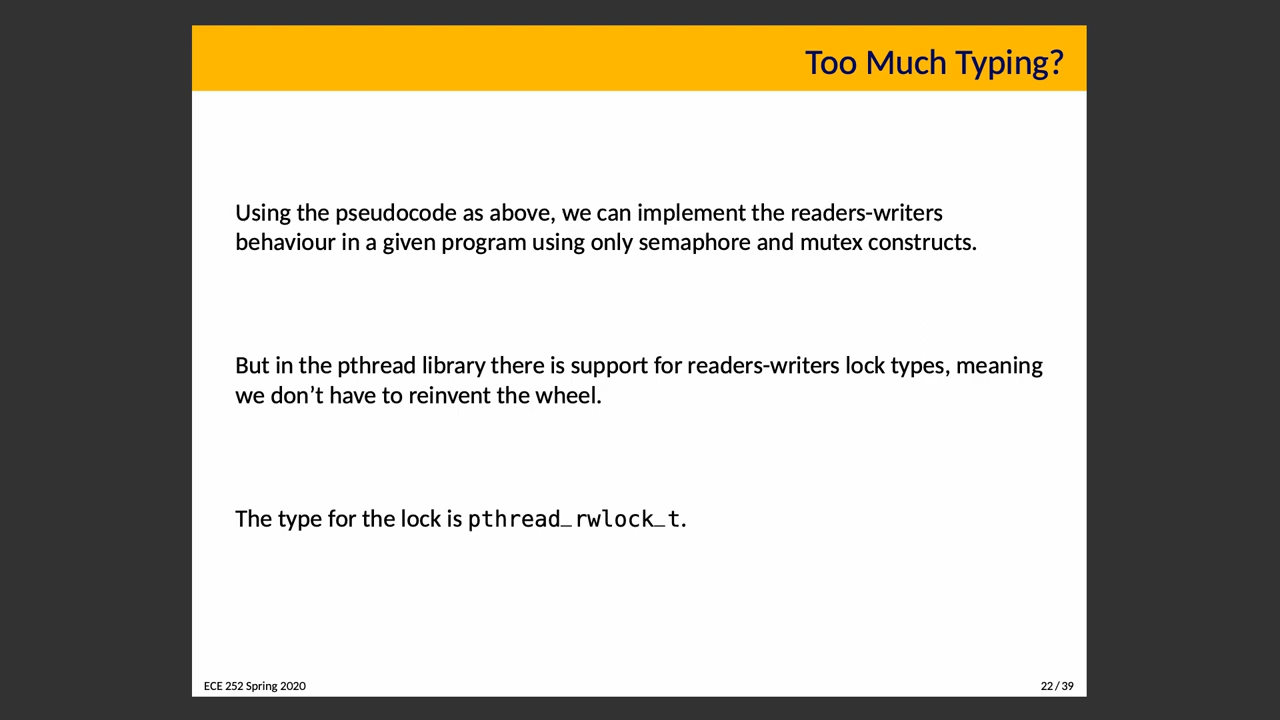 Too Much Typing?
Using the pseudocode as above, we can implement the readers-writers
behaviour in a given program using only semaphore and mutex constructs.
But in the pthread library there is support for readers-writers lock types, meaning
we don’t have to reinvent the wheel.
The type for the lock is pthread_rwlock_t.
ECE 252 Spring 2020
22 / 39